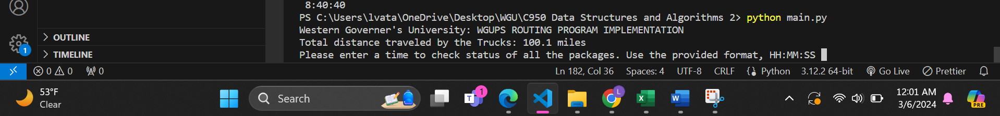 8:40:40
PS C:\Users\lvata\OneDrive\Desktop\WGU\C950 Data Structures and Algorithms 2> python main.py
Western Governer's University: WGUPS ROUTING PROGRAM IMPLEMENTATION
OUTLINE
Total distance traveled by the Trucks: 100.1 miles
1
TIMELINE
Please enter a time to check status of all the packages. Use the provided format, HH:MM:SS
0 0 0
Ln 182, Col 36 Spaces: 4 UTF-8 CRLF Python 3.12.2 64-bit Go Live Prettier
53°F
Clear
Search
T 1
L
X
W
12:01 AM
3/6/2024
PRE